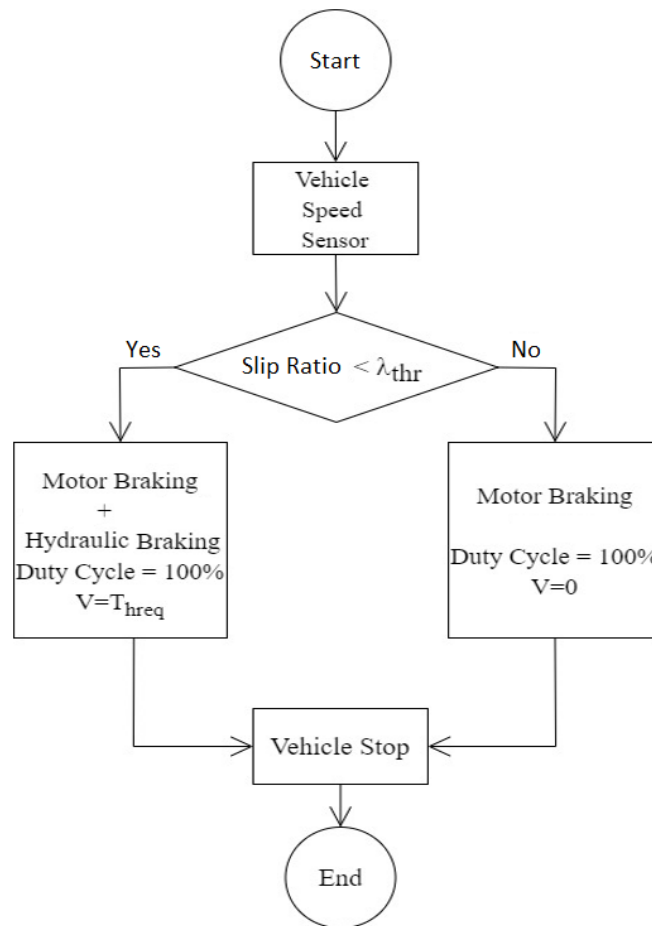 Start
Vehicle
Speed
Sensor
Yes
Slip Ratio < λthr
No
Motor Braking
+
Hydraulic Braking
Duty Cycle = 100%
V=Threq
Motor Braking
Duty Cycle = 100%
V=0
Vehicle Stop
End